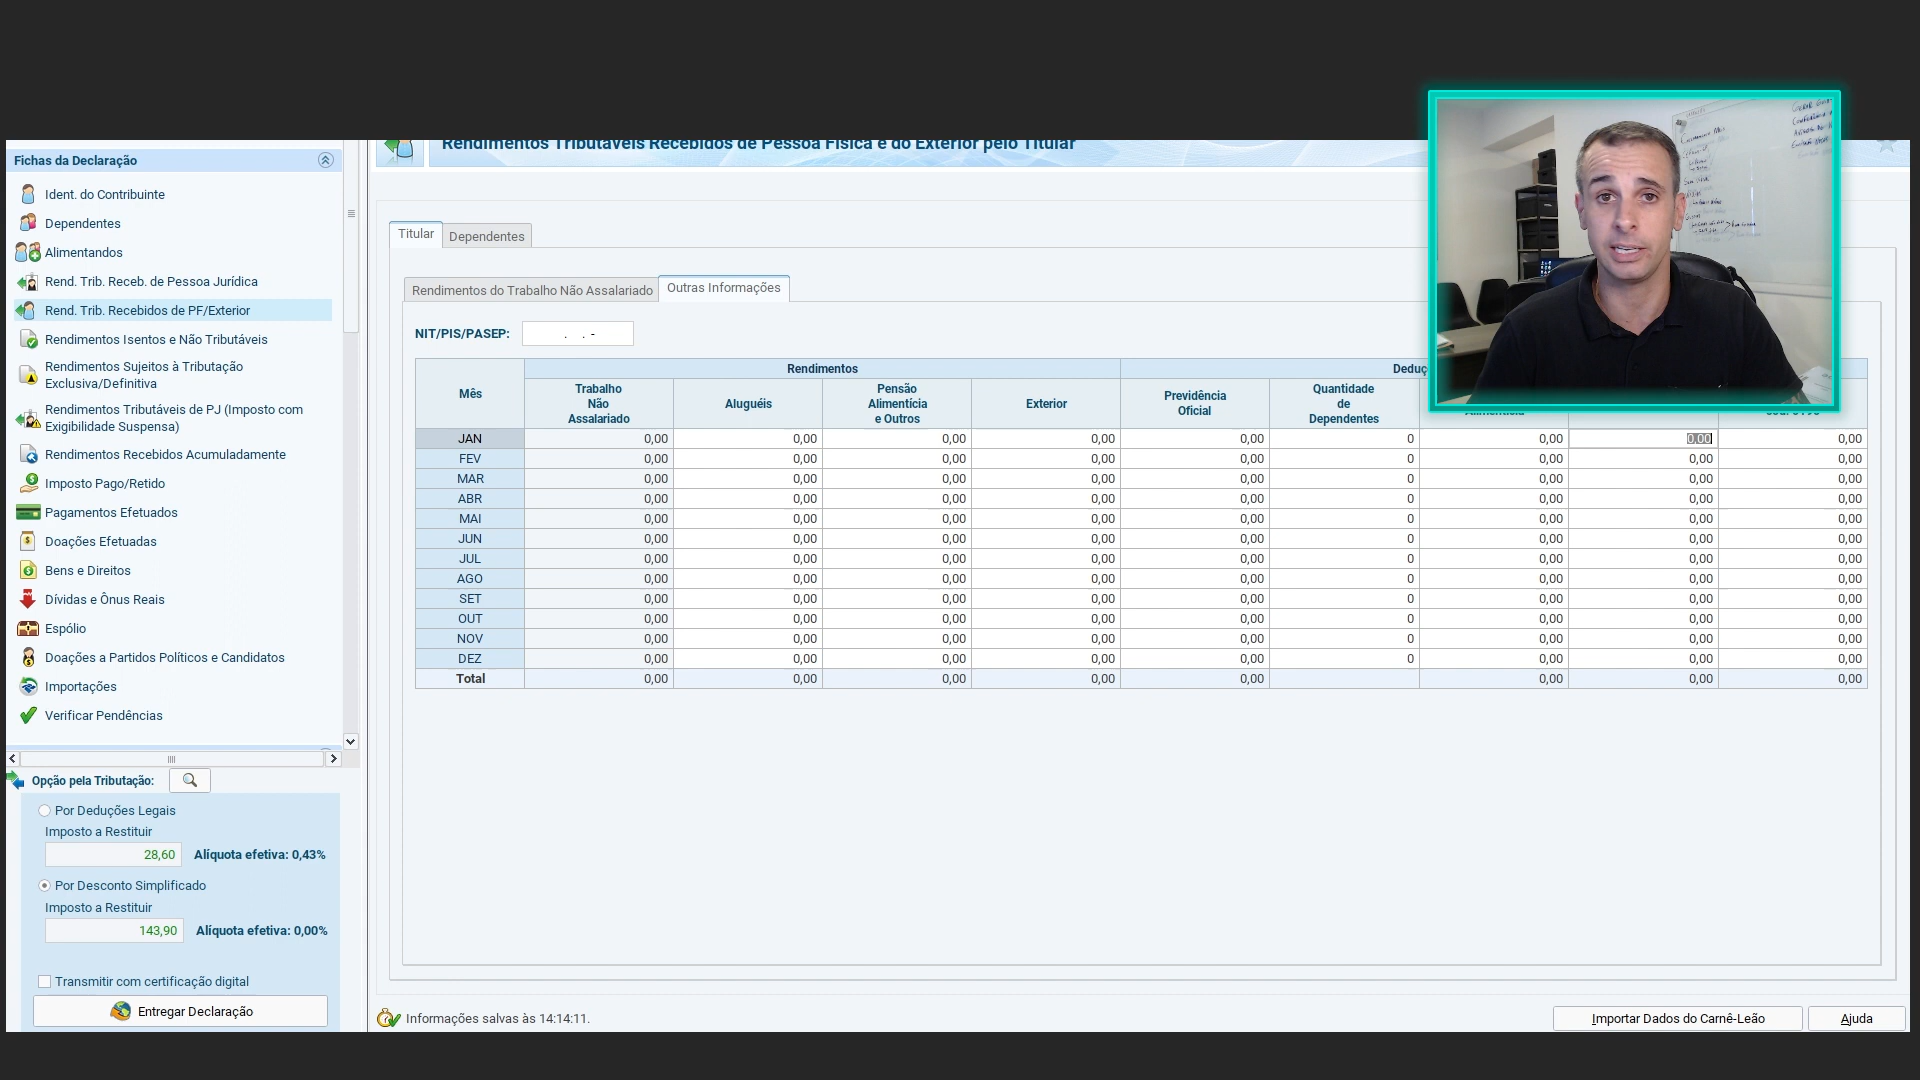 Rendimentos Tributáveis Recebidos de Pessoa Física e do Exterior pelo Titular
Fichas da Declaração
Ident. do Contribuinte
Dependentes
Alimentandos
Rend. Trib. Receb. de Pessoa Jurídica
Rend. Trib. Recebidos de PF/Exterior
Rendimentos Isentos e Não Tributáveis
Rendimentos Sujeitos à Tributação
Exclusiva/Definitiva
Rendimentos Tributáveis de PJ (Imposto com
Exigibilidade Suspensa)
Rendimentos Recebidos Acumuladamente
Imposto Pago/Retido
Pagamentos Efetuados
Doações Efetuadas
Bens e Direitos
Dívidas e Ônus Reais
Espólio
Doações a Partidos Políticos e Candidatos
Importações
Verificar Pendências
Opção pela Tributação:
Por Deduções Legais
Imposto a Restituir
28,60 Alíquota efetiva: 0,43%
Por Desconto Simplificado
Imposto a Restituir
143,90 Alíquota efetiva: 0,00%
Transmitir com certificação digital
Entregar Declaração
Titular Dependentes
Rendimentos do Trabalho Não Assalariado Outras Informações
NIT/PIS/PASEP: . . -
Mês Rendimentos
Trabalho Não Assalariado Aluguéis Pensão Alimentícia e Outros Exterior Previdência Oficial Quantidade de Dependentes
JAN 0,00 0,00 0,00 0,00 0,00 0 0,00 0,00 0,00
FEV 0,00 0,00 0,00 0,00 0,00 0 0,00 0,00 0,00
MAR 0,00 0,00 0,00 0,00 0,00 0 0,00 0,00 0,00
ABR 0,00 0,00 0,00 0,00 0,00 0 0,00 0,00 0,00
MAI 0,00 0,00 0,00 0,00 0,00 0 0,00 0,00 0,00
JUN 0,00 0,00 0,00 0,00 0,00 0 0,00 0,00 0,00
JUL 0,00 0,00 0,00 0,00 0,00 0 0,00 0,00 0,00
AGO 0,00 0,00 0,00 0,00 0,00 0 0,00 0,00 0,00
SET 0,00 0,00 0,00 0,00 0,00 0 0,00 0,00 0,00
OUT 0,00 0,00 0,00 0,00 0,00 0 0,00 0,00 0,00
NOV 0,00 0,00 0,00 0,00 0,00 0 0,00 0,00 0,00
DEZ 0,00 0,00 0,00 0,00 0,00 0 0,00 0,00 0,00
Total 0,00 0,00 0,00 0,00 0,00 0,00 0,00 0,00
Informações salvas às 14:14:11.
Importar Dados do Carnê-Leão
Ajuda